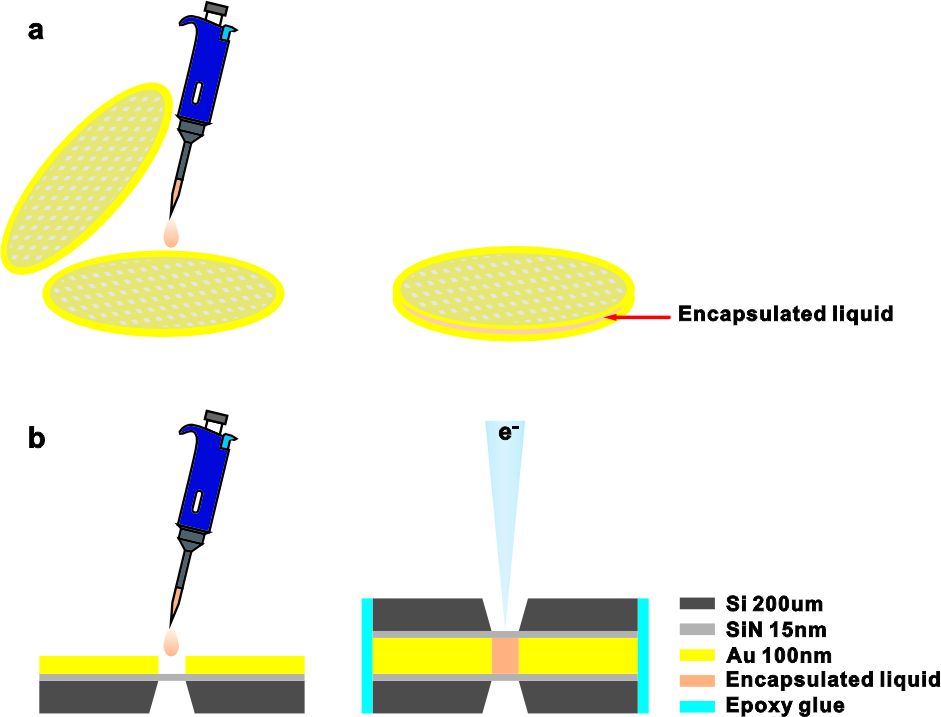 a
Encapsulated liquid
b
e-
Si 200um
SiN 15nm
Au 100nm
Encapsulated liquid
Epoxy glue